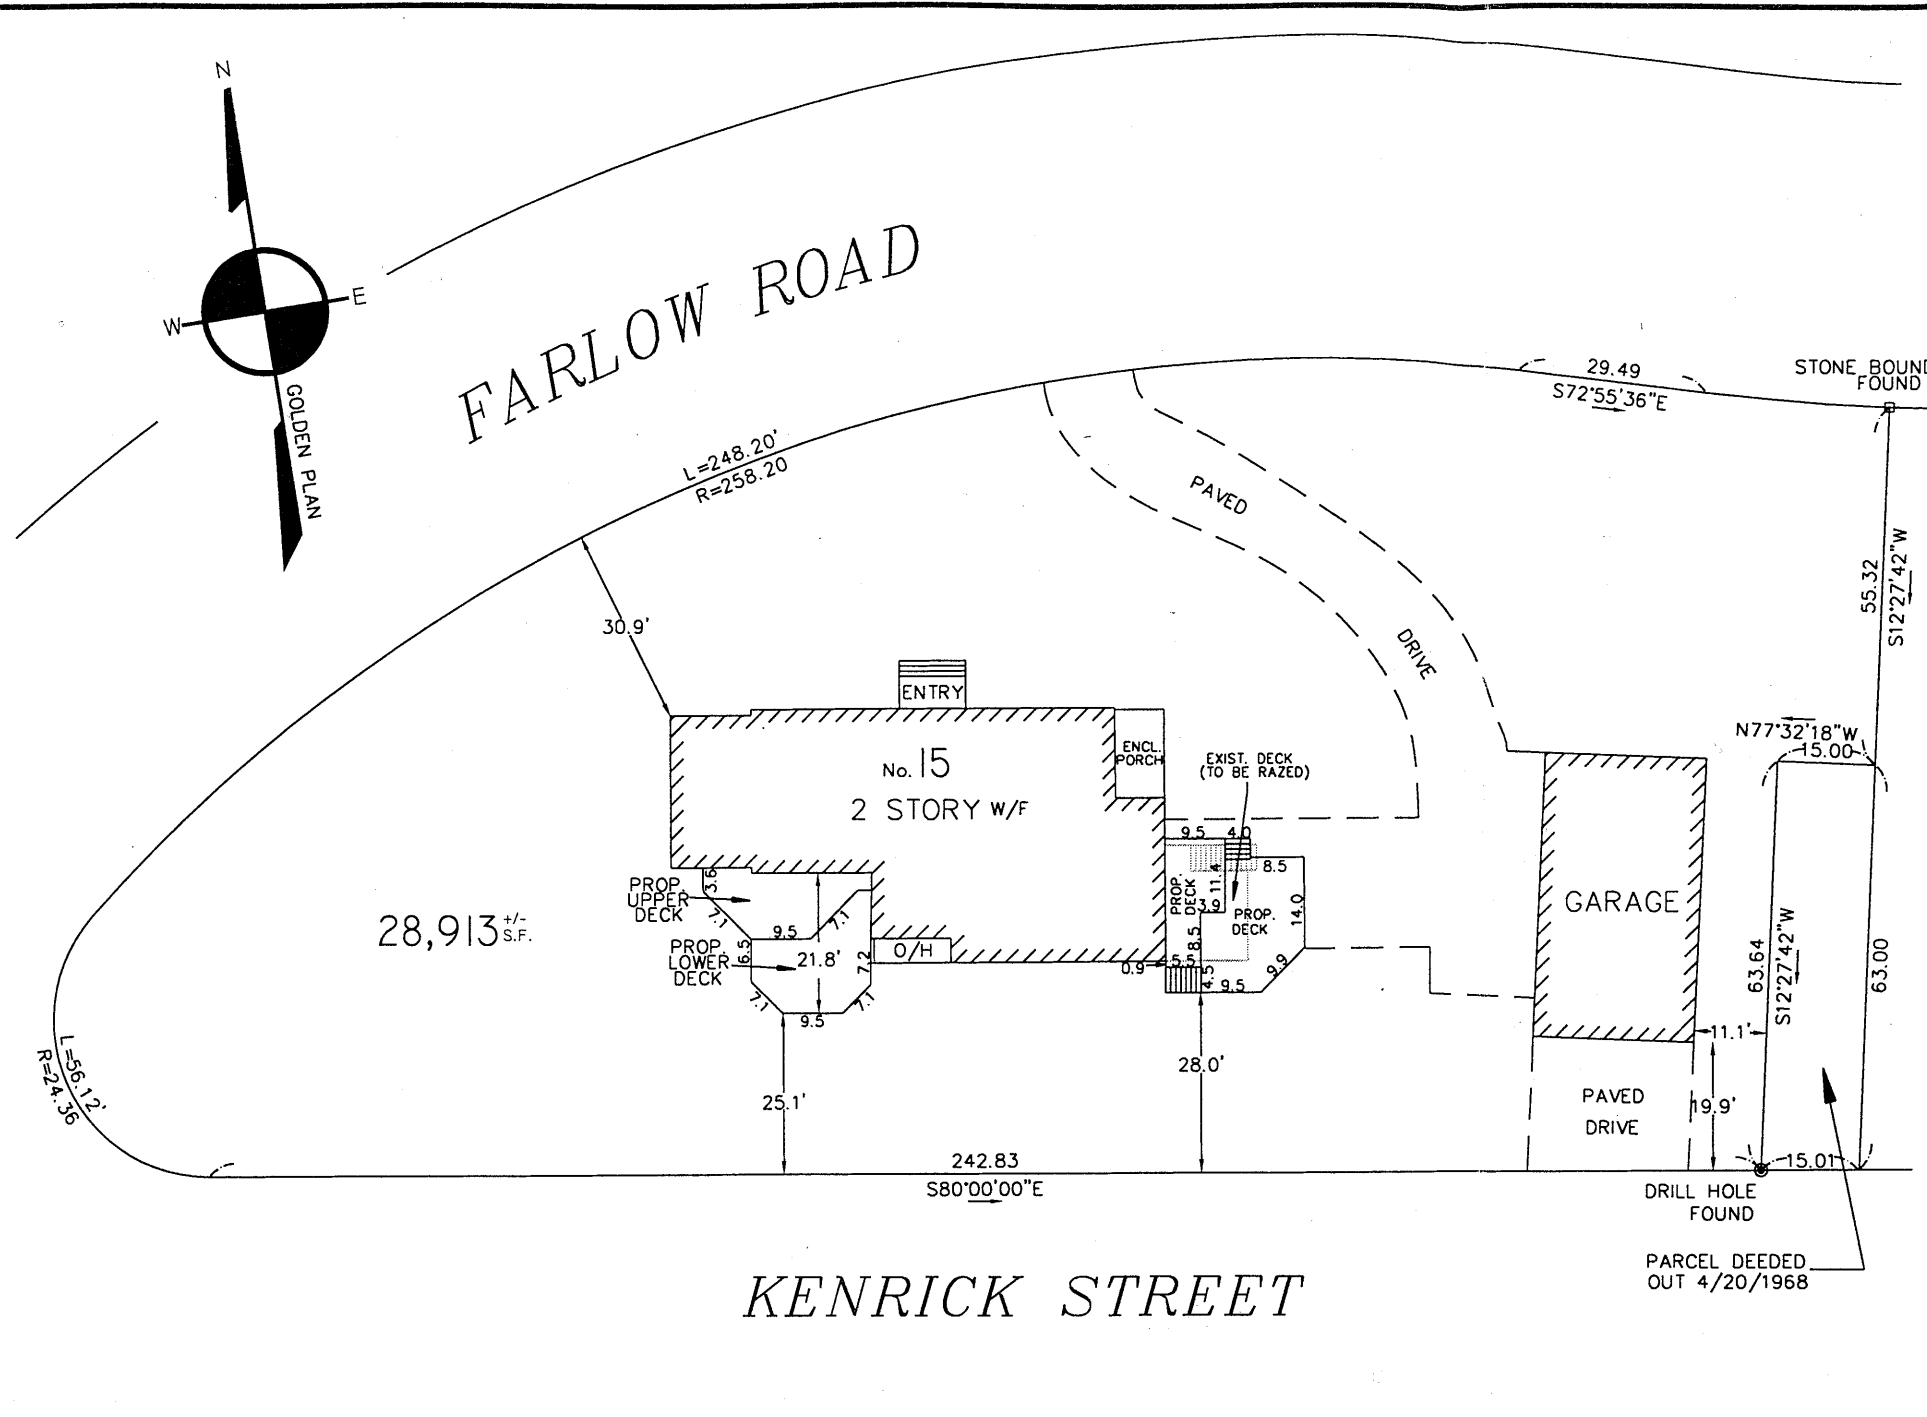 N
W
E
GOLDEN PLAN
FARLOW ROAD
L=248.20'
R=258.20
29.49
S72°55'36"E
STONE BOUND
FOUND
PAVED
DRIVE
55.32
S12°27'42"W
30.9'
ENTRY
No. 15
2 STORY W/F
ENCL.
PORCH
EXIST. DECK
(TO BE RAZED)
N77°32'18"W
15.00
9.5
4.0
8.5
11.4
3.9
PROP.
DECK
PROP.
DECK
14.0
8.5
5.5
0.9
4.5
9.5
9.9
GARAGE
PROP.
UPPER
DECK
3.6
7.1
9.5
7.1
PROP.
LOWER
DECK
6.5
21.8'
7.2
O/H
7.1
9.5
7.1
28,913 +/-
S.F.
63.64
S12°27'42"W
63.00
11.1'
L=56.12'
R=24.36
25.1'
28.0'
PAVED
DRIVE
19.9'
242.83
S80°00'00"E
15.01
DRILL HOLE
FOUND
PARCEL DEEDED
OUT 4/20/1968
KENRICK STREET